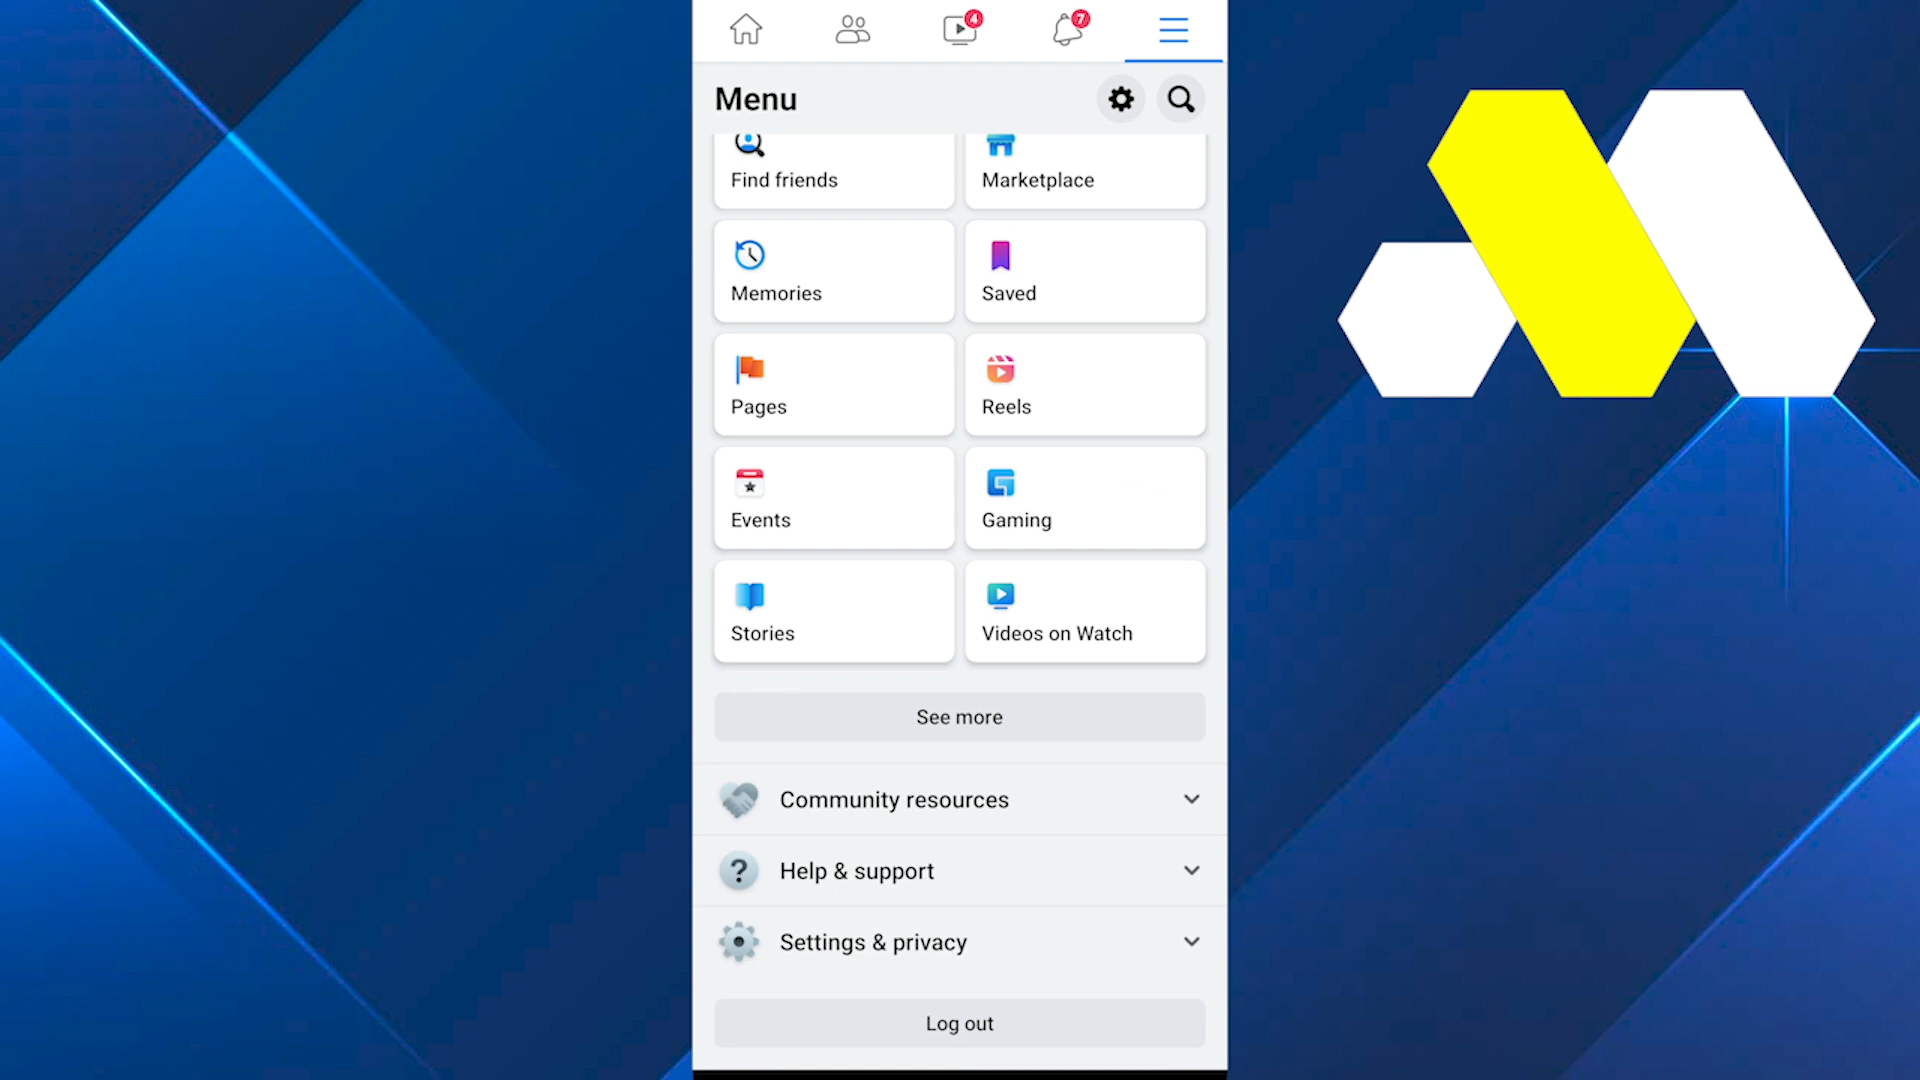 4
7
Menu
Find friends
Marketplace
Memories
Saved
Pages
Reels
Events
Gaming
Stories
Videos on Watch
See more
Community resources
Help & support
Settings & privacy
Log out